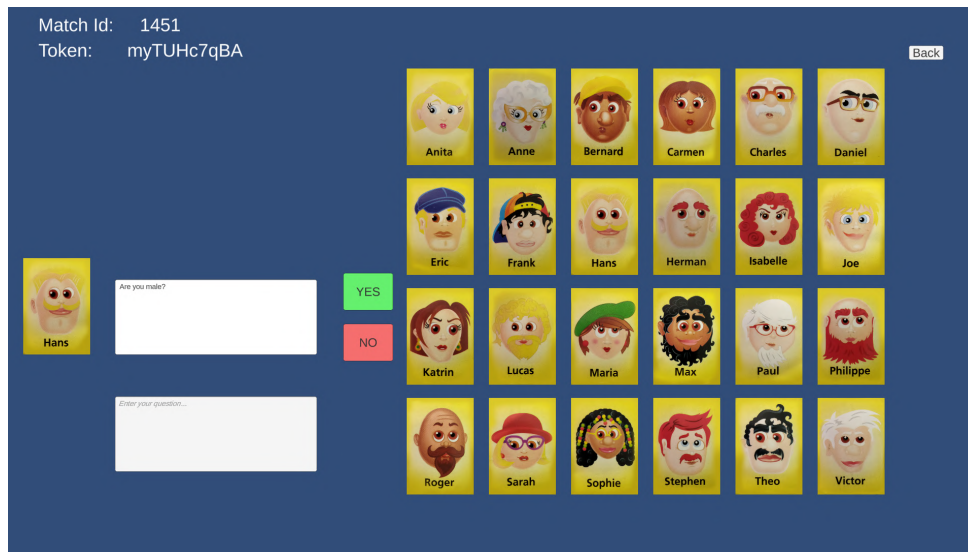 Match Id: 1451
Token: myTUHc7qBA
Back
Anita
Anne
Bernard
Carmen
Charles
Daniel
Eric
Frank
Hans
Herman
Isabelle
Joe
Hans
Are you male?
YES
NO
Katrin
Lucas
Maria
Max
Paul
Philippe
Enter your question...
Roger
Sarah
Sophie
Stephen
Theo
Victor